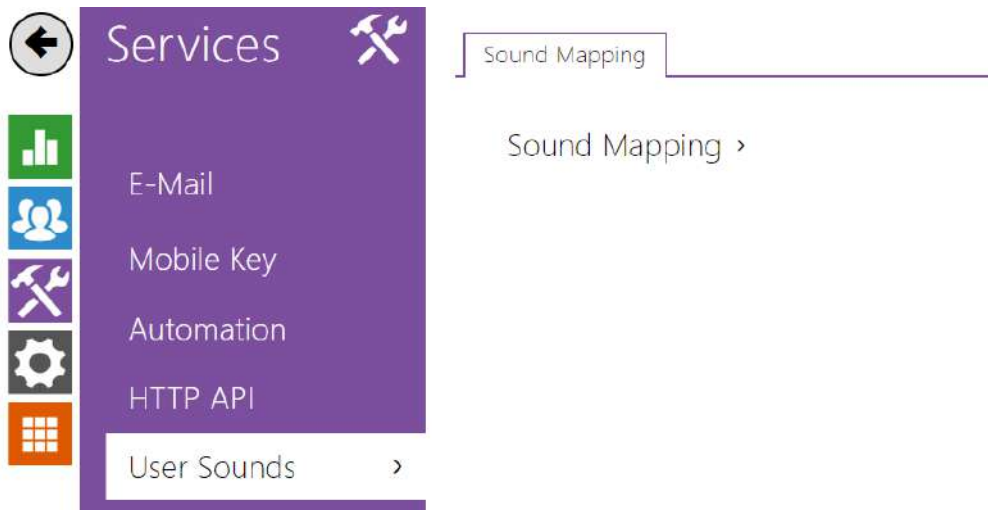 Services
E-Mail
Mobile Key
Automation
HTTP API
User Sounds ›
Sound Mapping
Sound Mapping ›